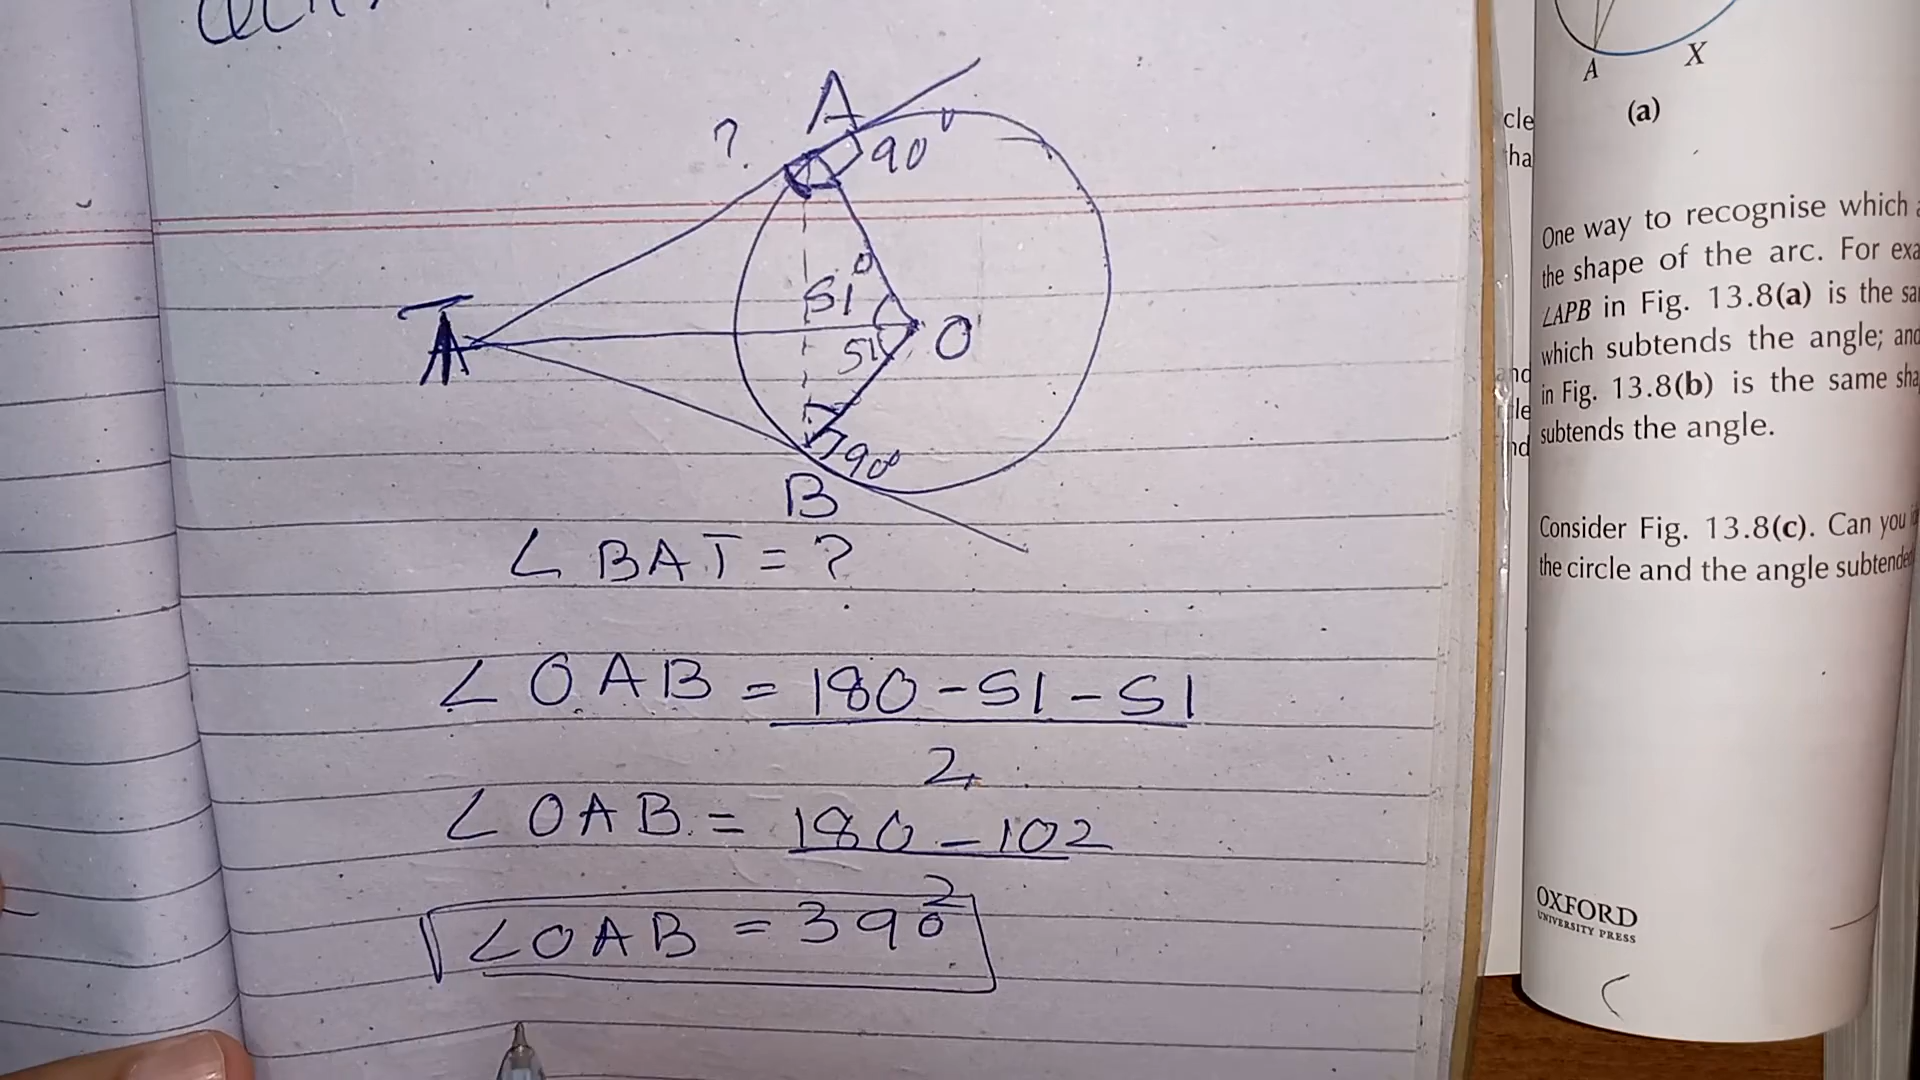 A
?
90
T
51°
51
O
90°
B
∠BAT = ?
∠OAB = 180 - 51 - 51
2
∠OAB = 180 - 102
2
∠OAB = 39°
A
X
(a)
cle
ha
One way to recognise which
the shape of the arc. For exa
∠APB in Fig. 13.8(a) is the sa
which subtends the angle; and
in Fig. 13.8(b) is the same sha
subtends the angle.
nd
le
nd
Consider Fig. 13.8(c). Can you
the circle and the angle subtended
OXFORD
UNIVERSITY PRESS